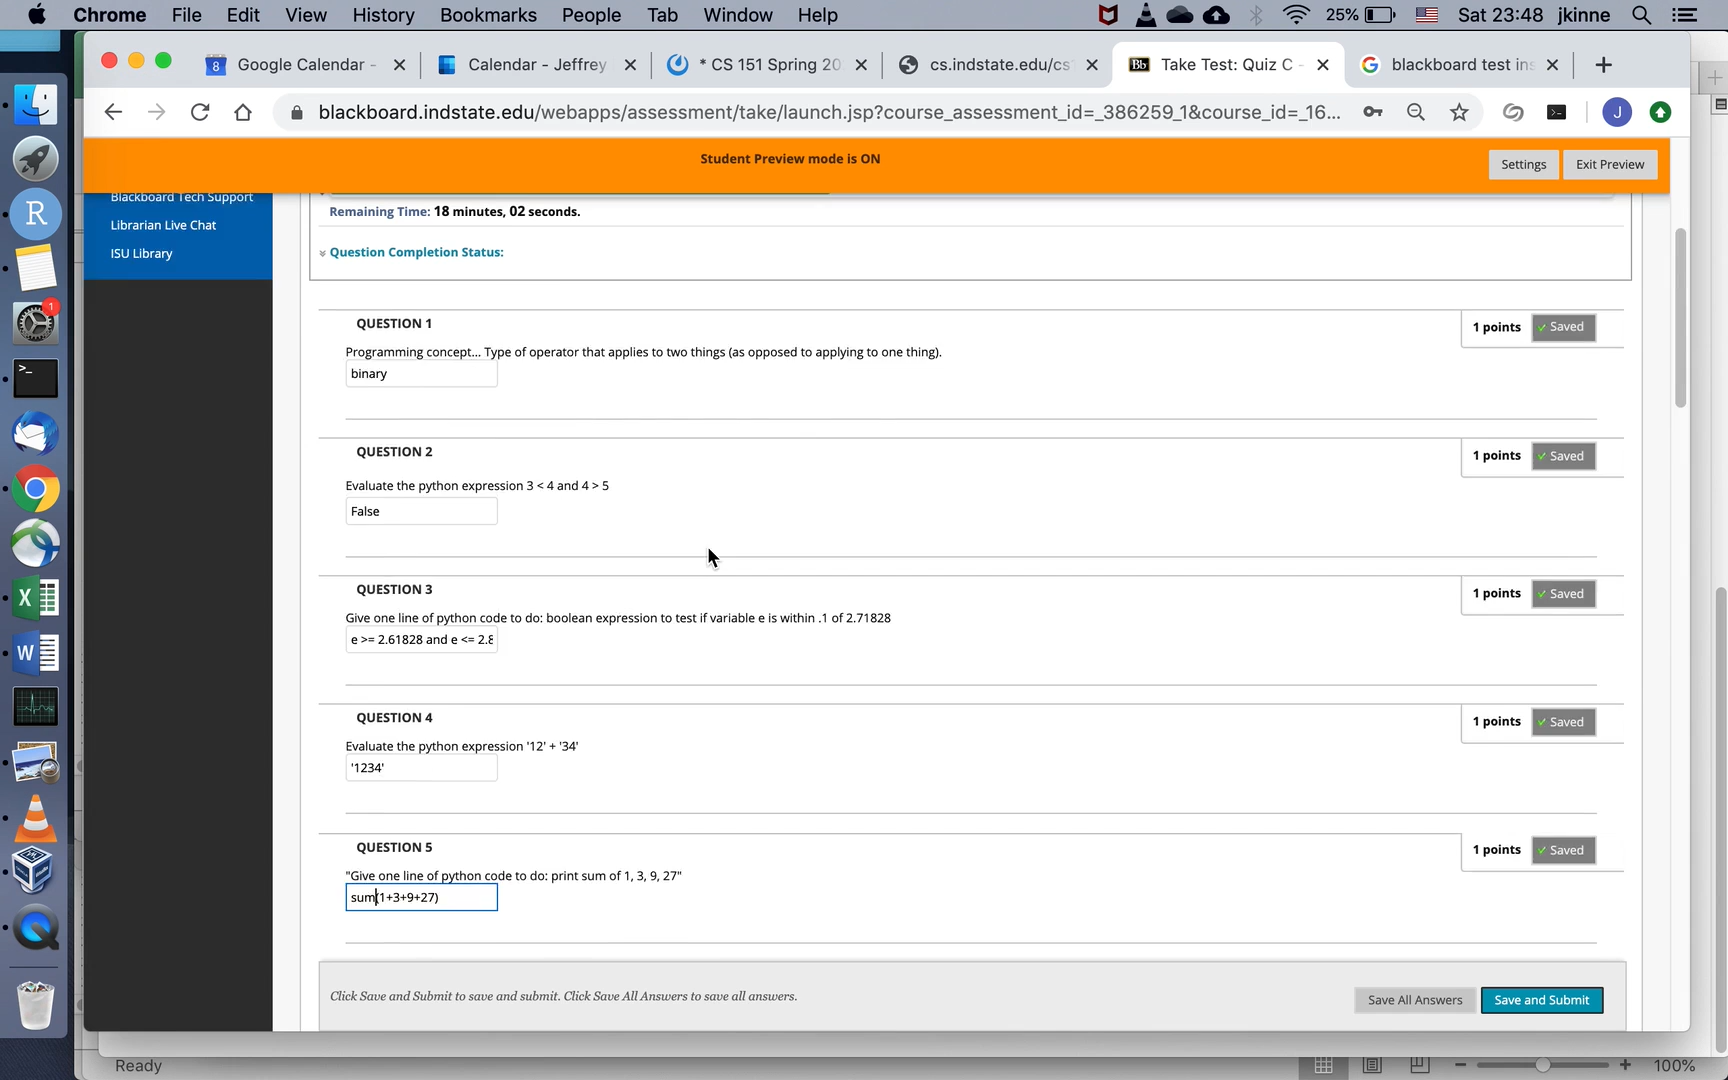 Chrome File Edit View History Bookmarks People Tab Window Help 25% Sat 23:48 jkinne
8 Google Calendar - Calendar - Jeffrey * CS 151 Spring 20 cs.indstate.edu/cs Bb Take Test: Quiz C - blackboard test ins
blackboard.indstate.edu/webapps/assessment/take/launch.jsp?course_assessment_id=_386259_1&course_id=_16... J
Student Preview mode is ON
Settings Exit Preview
Blackboard Tech Support
Librarian Live Chat
ISU Library
Remaining Time: 18 minutes, 02 seconds.
Question Completion Status:
QUESTION 1
1 points Saved
Programming concept... Type of operator that applies to two things (as opposed to applying to one thing).
binary
QUESTION 2
1 points Saved
Evaluate the python expression 3 < 4 and 4 > 5
False
QUESTION 3
1 points Saved
Give one line of python code to do: boolean expression to test if variable e is within .1 of 2.71828
e >= 2.61828 and e <= 2.8
QUESTION 4
1 points Saved
Evaluate the python expression '12' + '34'
'1234'
QUESTION 5
1 points Saved
"Give one line of python code to do: print sum of 1, 3, 9, 27"
sum(1+3+9+27)
Click Save and Submit to save and submit. Click Save All Answers to save all answers.
Save All Answers Save and Submit
Ready
100%
R
1
>_
X
W